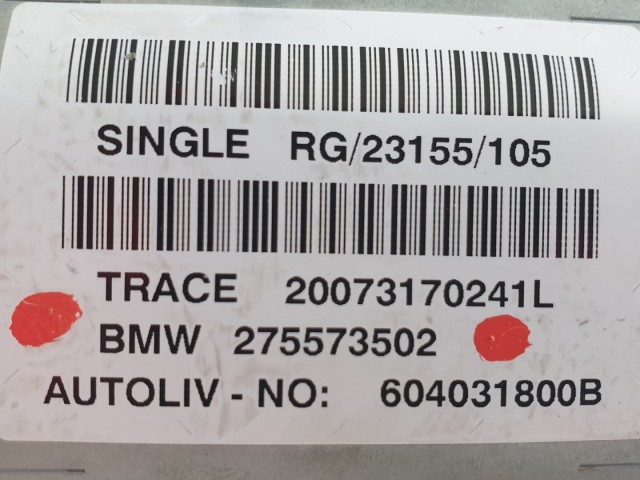 SINGLE RG/23155/105
TRACE 20073170241L
BMW 275573502
AUTOLIV - NO: 604031800B